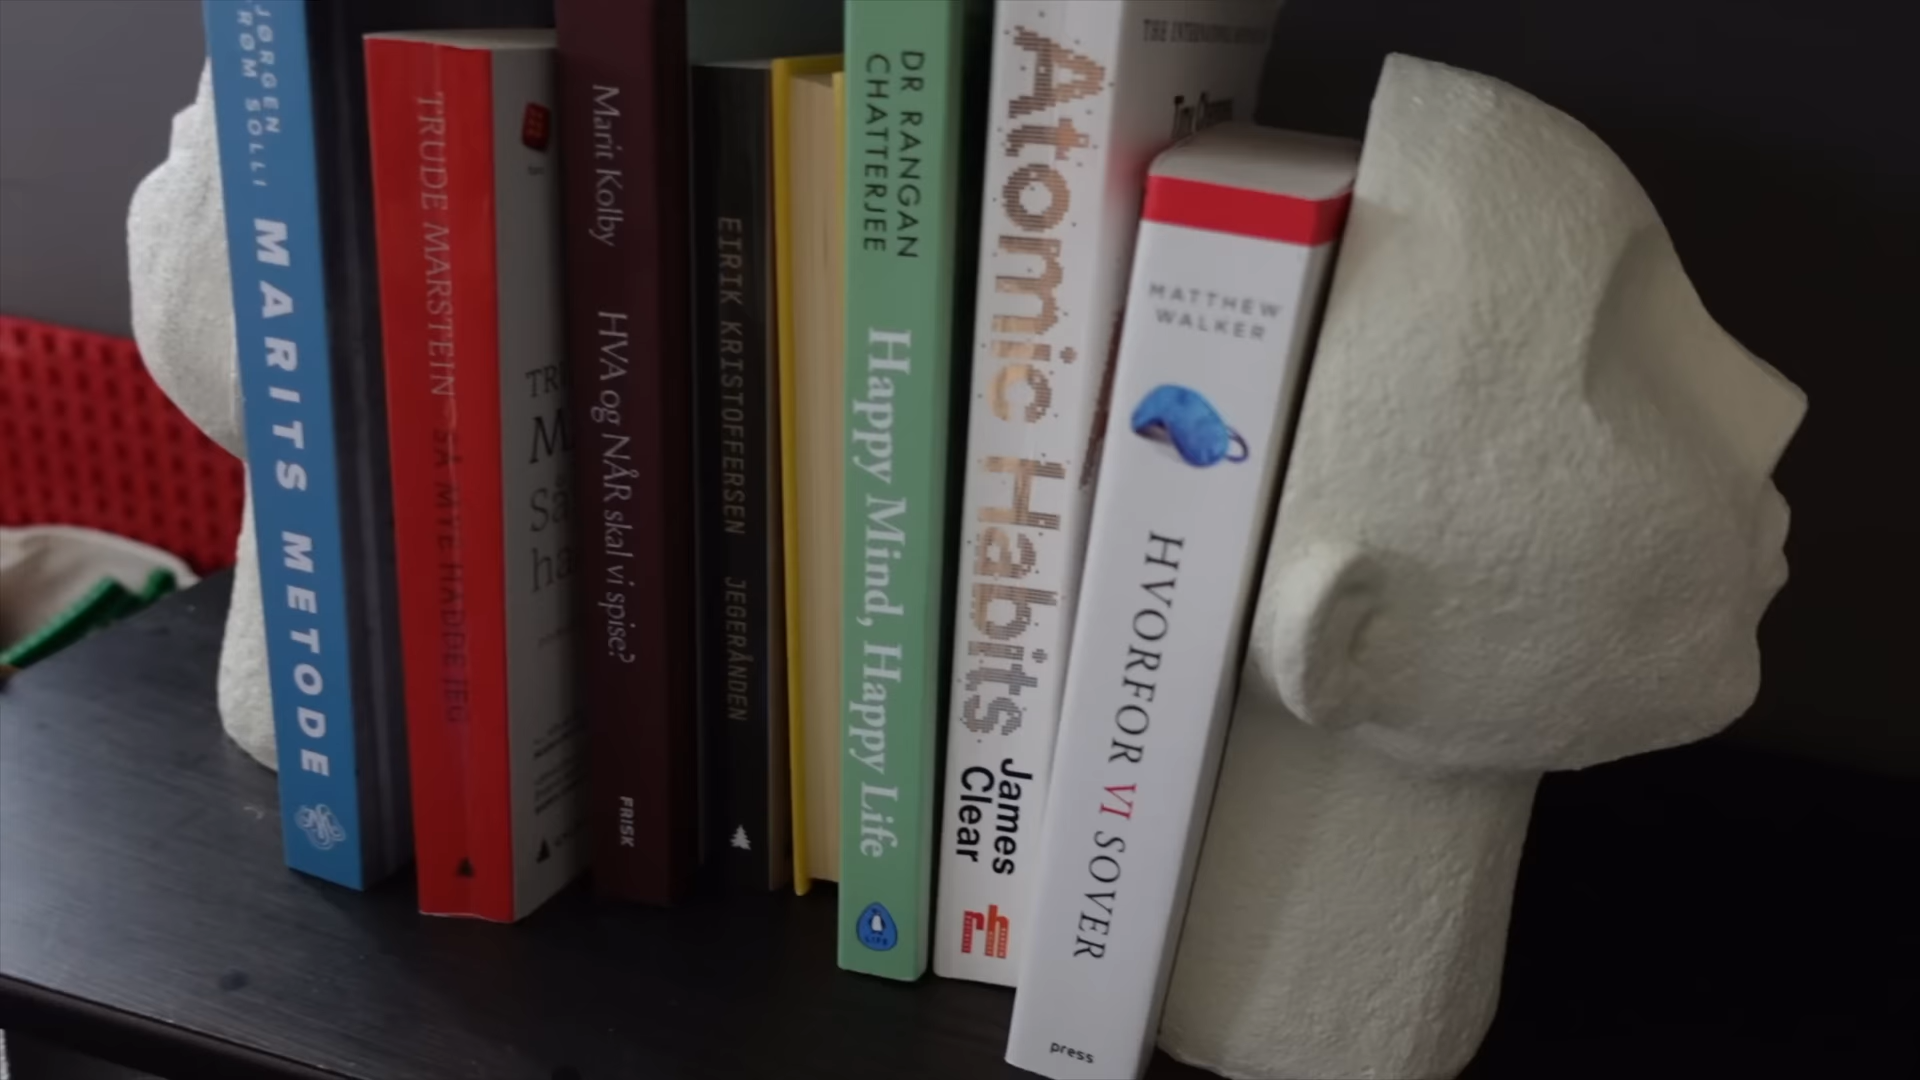 JØRGEN
RØM SOLLI
MARITS METODE
TRUDE MARSTEIN SÅ MYE HADDE JEG
Marit Kolby HVA og NÅR skal vi spise?
FRISK
EIRIK KRISTOFFERSEN JEGERÅNDEN
DR RANGAN
CHATTERJEE
Happy Mind, Happy Life
LIFE
Atomic Habits
James
Clear
MATTHEW
WALKER
HVORFOR VI SOVER
press